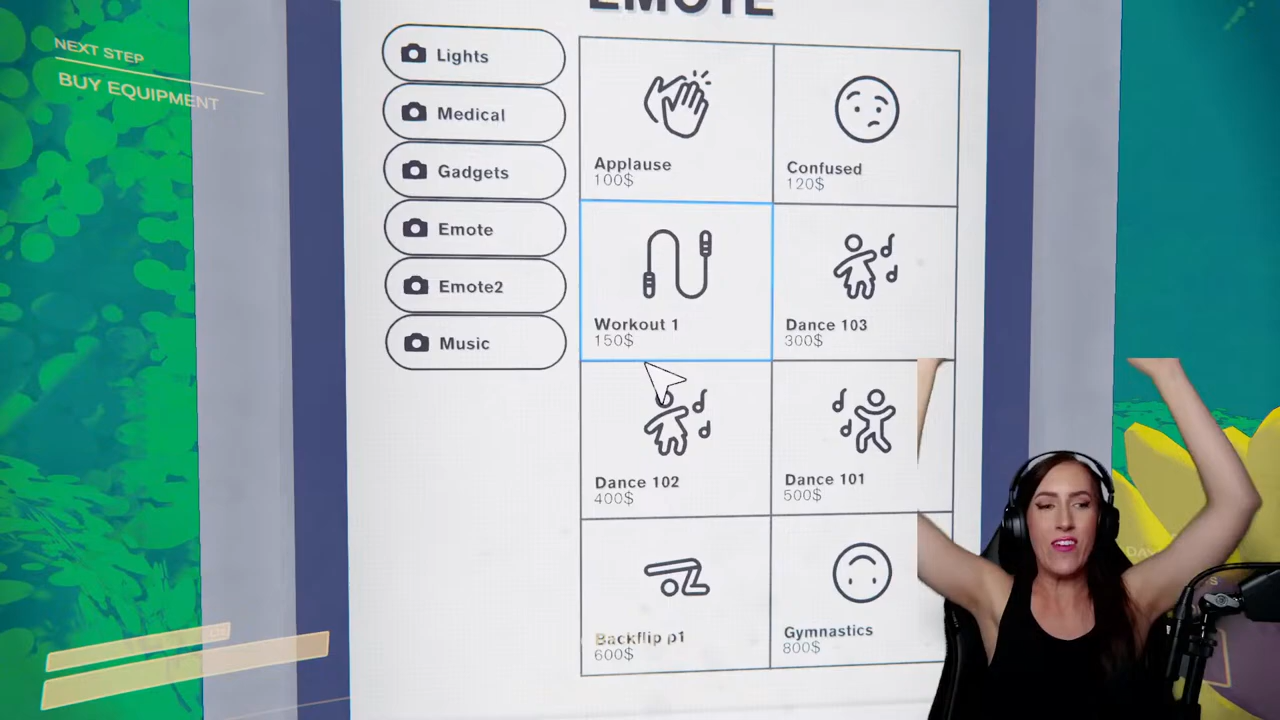 EMOTE
NEXT STEP
BUY EQUIPMENT
Lights
Medical
Gadgets
Emote
Emote2
Music
Applause
100$
Confused
120$
Workout 1
150$
Dance 103
300$
Dance 102
400$
Dance 101
500$
Backflip p1
600$
Gymnastics
800$